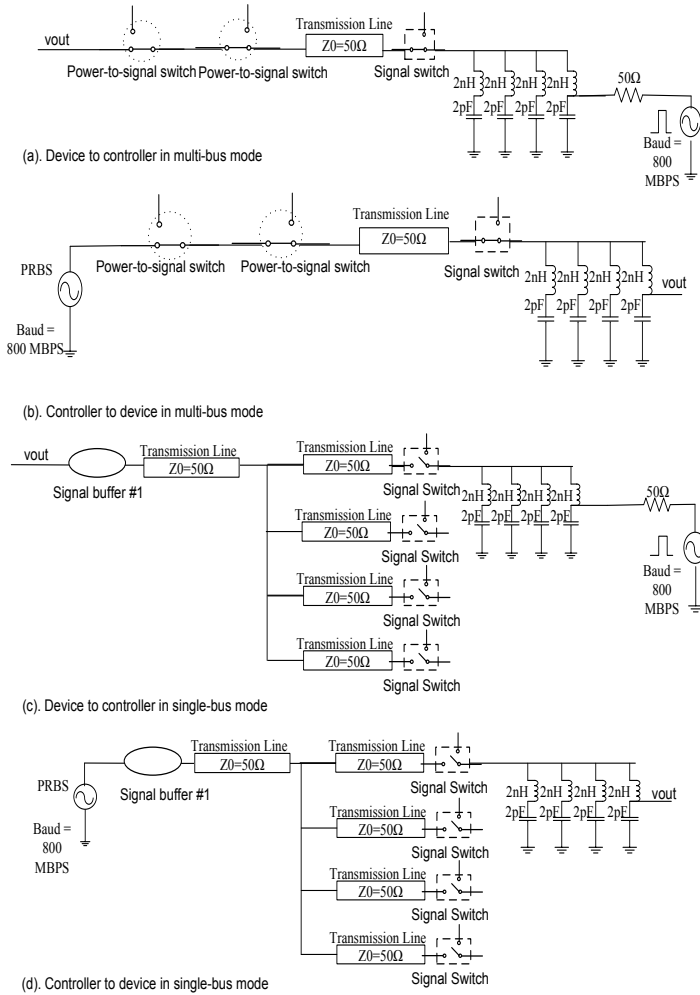 Transmission Line
vout
Z0=50Ω
Power-to-signal switch Power-to-signal switch
Signal switch
2nH 2nH 2nH 2nH
50Ω
2pF 2pF 2pF 2pF
Baud =
800
MBPS
(a). Device to controller in multi-bus mode
Transmission Line
Z0=50Ω
PRBS
Power-to-signal switch
Power-to-signal switch
Signal switch
2nH 2nH 2nH 2nH
vout
2pF 2pF 2pF 2pF
Baud =
800 MBPS
(b). Controller to device in multi-bus mode
vout
Transmission Line
Z0=50Ω
Signal buffer #1
Transmission Line
Z0=50Ω
Signal Switch
2nH 2nH 2nH 2nH
50Ω
2pF 2pF 2pF 2pF
Transmission Line
Z0=50Ω
Signal Switch
Baud =
800
MBPS
Transmission Line
Z0=50Ω
Signal Switch
Transmission Line
Z0=50Ω
Signal Switch
(c). Device to controller in single-bus mode
Transmission Line
Z0=50Ω
Transmission Line
Z0=50Ω
PRBS
Signal buffer #1
Signal Switch
2nH 2nH 2nH 2nH
vout
2pF 2pF 2pF 2pF
Baud =
800
MBPS
Transmission Line
Z0=50Ω
Signal Switch
Transmission Line
Z0=50Ω
Signal Switch
Transmission Line
Z0=50Ω
Signal Switch
(d). Controller to device in single-bus mode